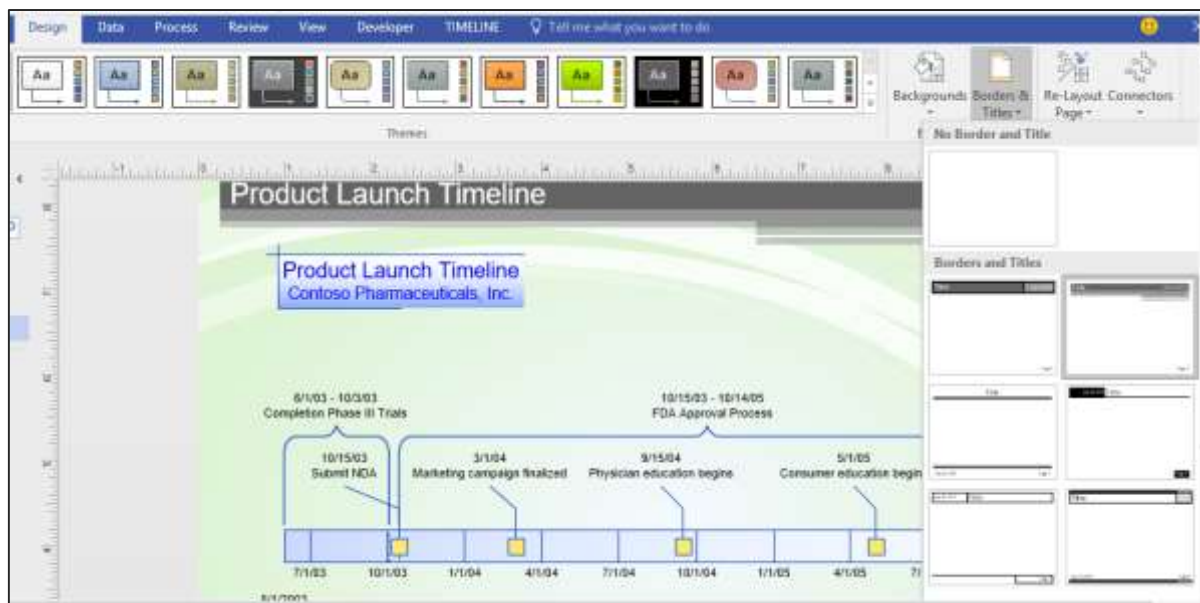 Design Data Process Review View Developer TIMELINE Tell me what you want to do
Aa Aa Aa Aa Aa Aa Aa Aa Aa Aa Aa
Backgrounds Borders & Re-Layout Connectors
Titles Page
Themes
No Border and Title
Product Launch Timeline
Borders and Titles
Product Launch Timeline
Contoso Pharmaceuticals, Inc.
6/1/03 - 10/3/03
Completion Phase III Trials
10/15/03 - 10/14/05
FDA Approval Process
10/15/03
Submit NDA
3/1/04
Marketing campaign finalized
9/15/04
Physician education begins
5/1/05
Consumer education begin
7/1/03 10/1/03 1/1/04 4/1/04 7/1/04 10/1/04 1/1/05 4/1/05